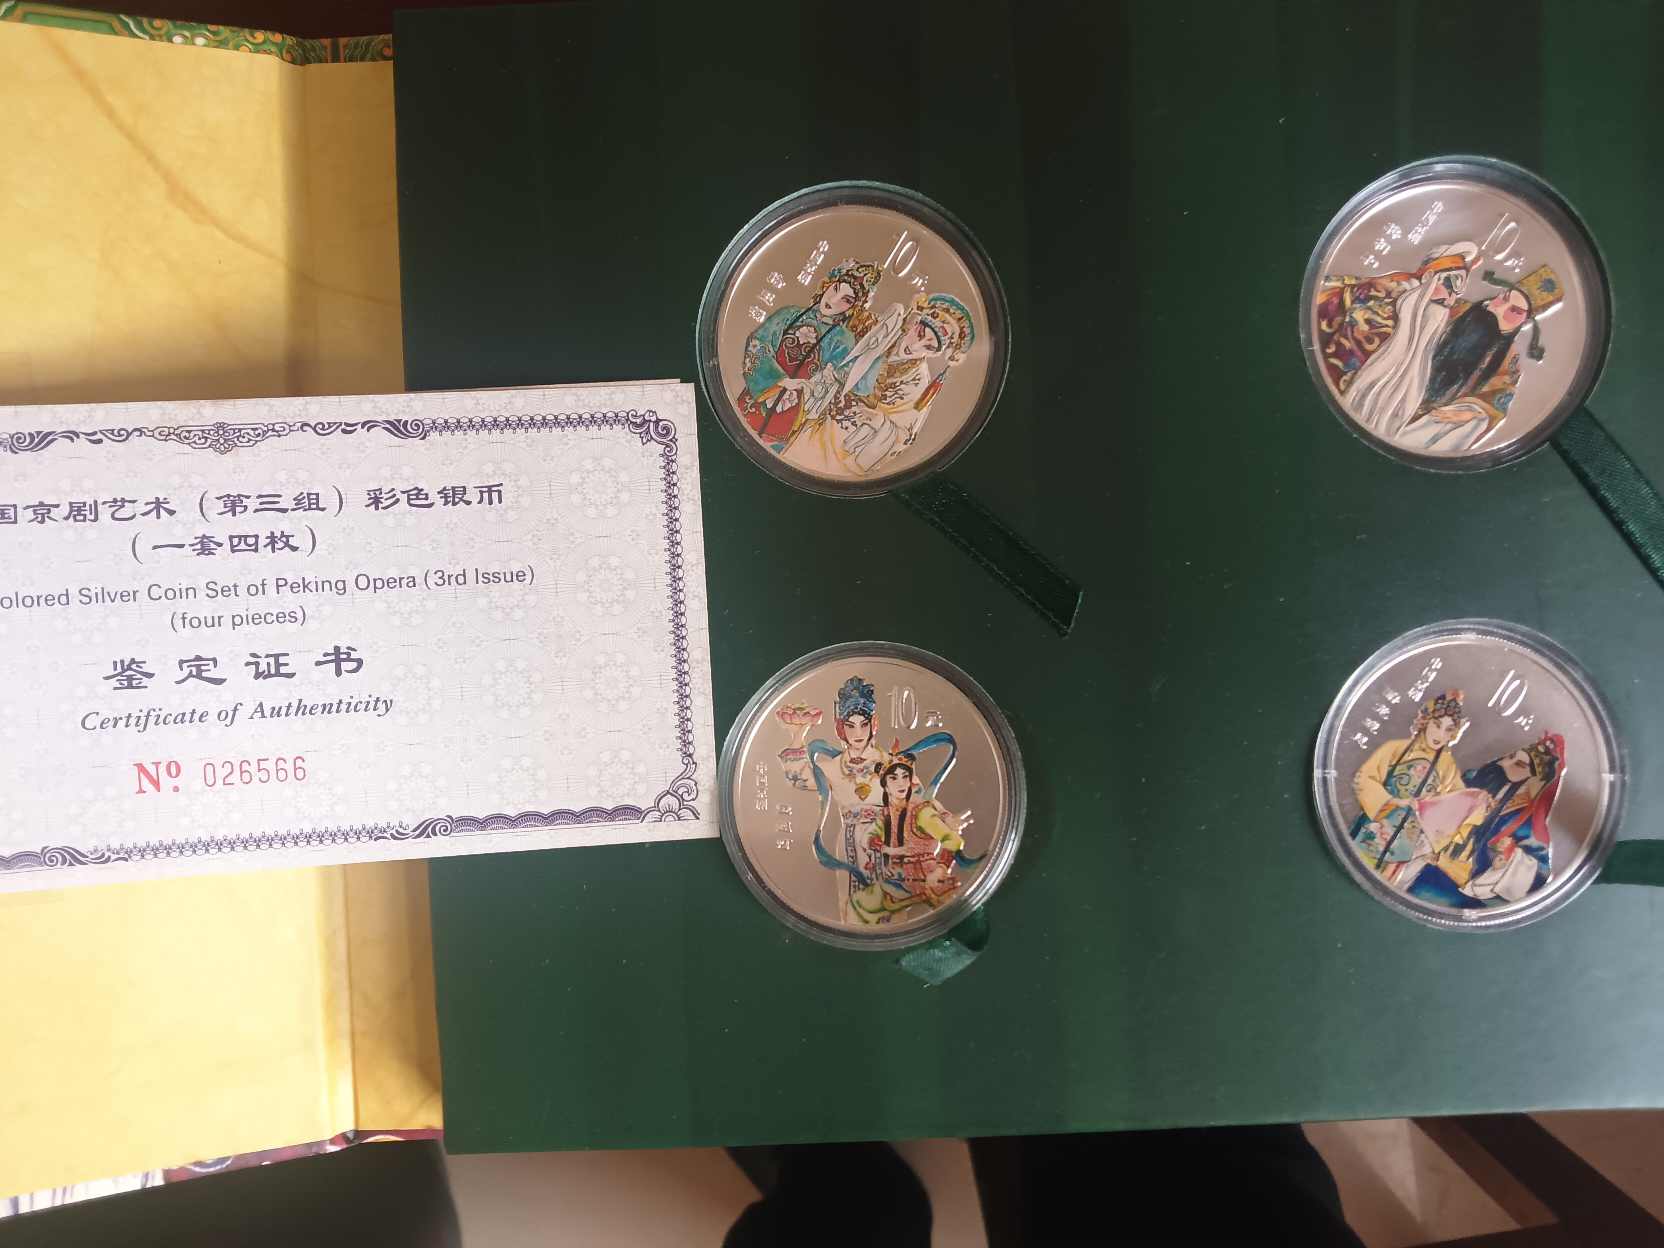 国京剧艺术(第三组)彩色银币
(一套四枚)
olored Silver Coin Set of Peking Opera (3rd Issue)
(four pieces)
鉴定证书
Certificate of Authenticity
Nº 026566
10元
10元
10元
10元